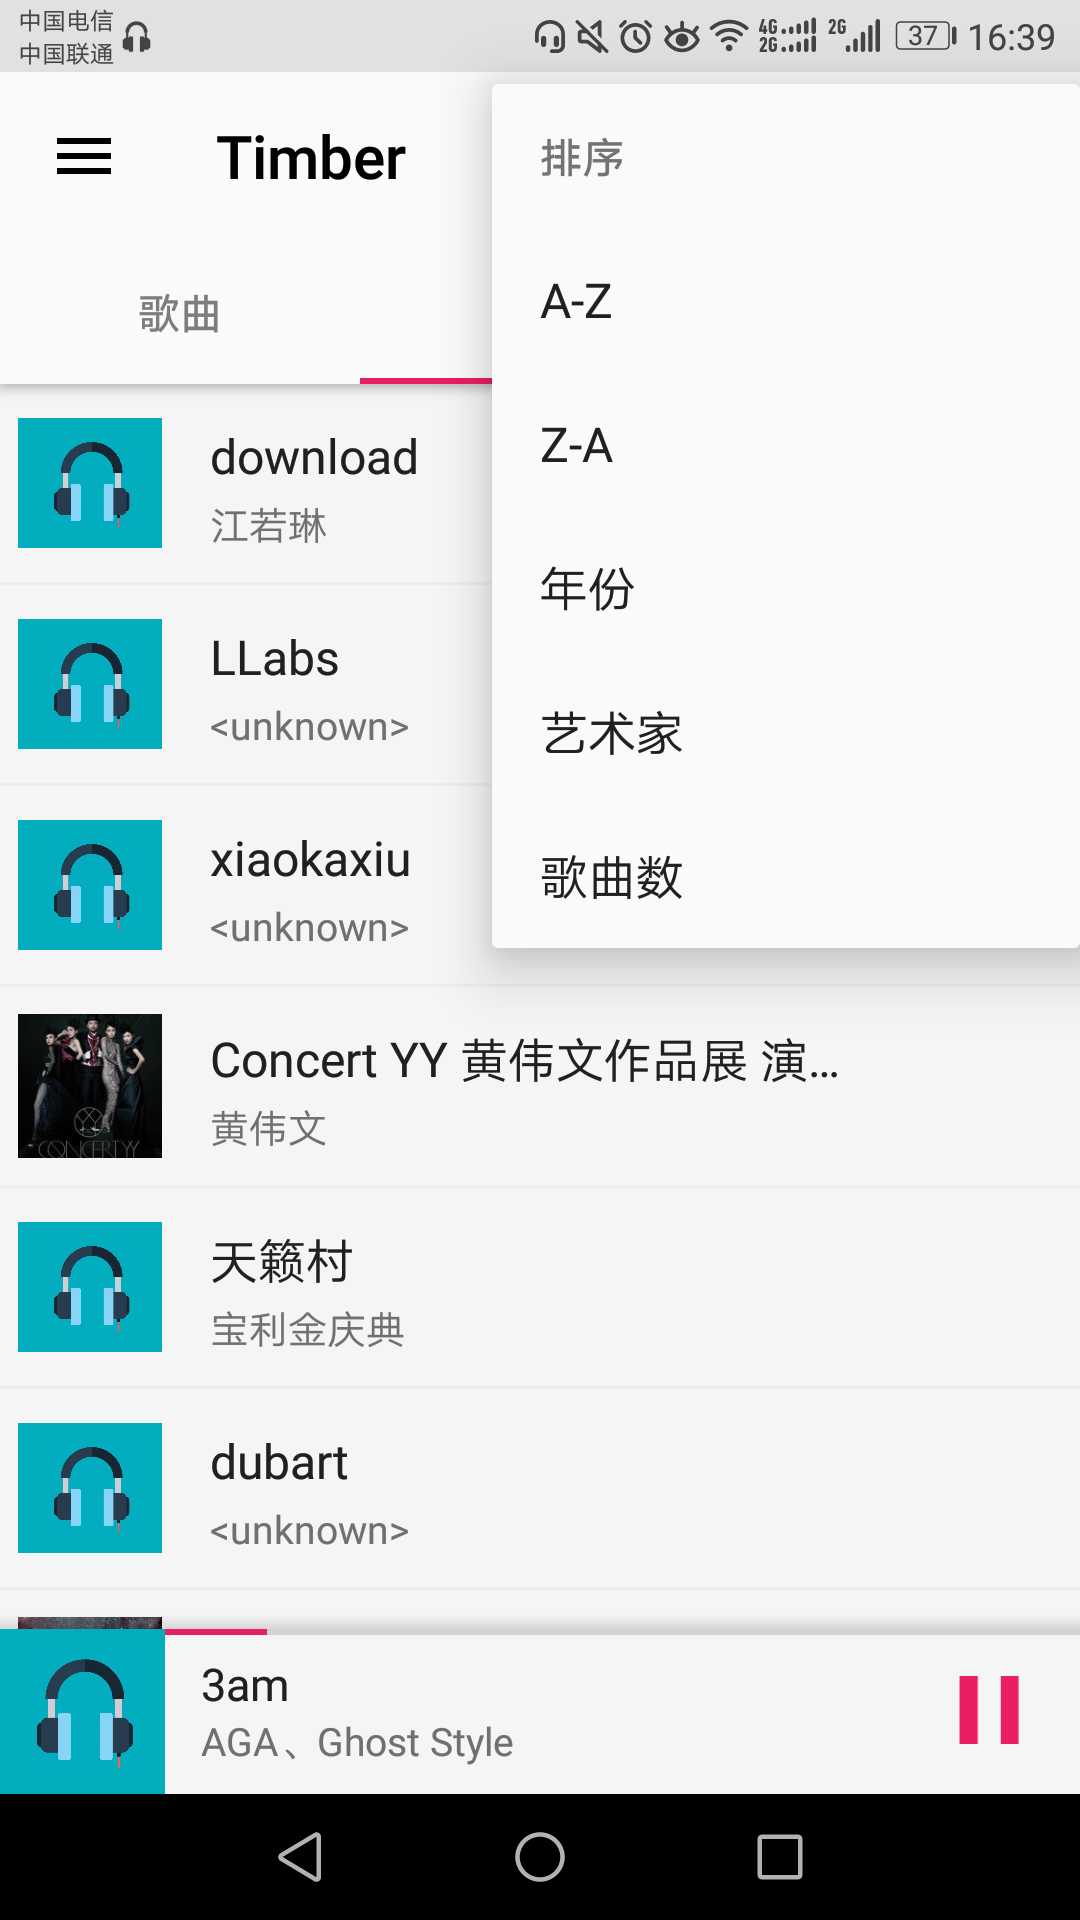 中国电信
中国联通
4G
2G
2G
37
16:39
Timber
排序
A-Z
歌曲
Z-A
download
江若琳
年份
LLabs
<unknown>
艺术家
xiaokaxiu
<unknown>
歌曲数
Concert YY 黄伟文作品展 演...
黄伟文
CONCERTYY
天籁村
宝利金庆典
dubart
<unknown>
3am
AGA、Ghost Style